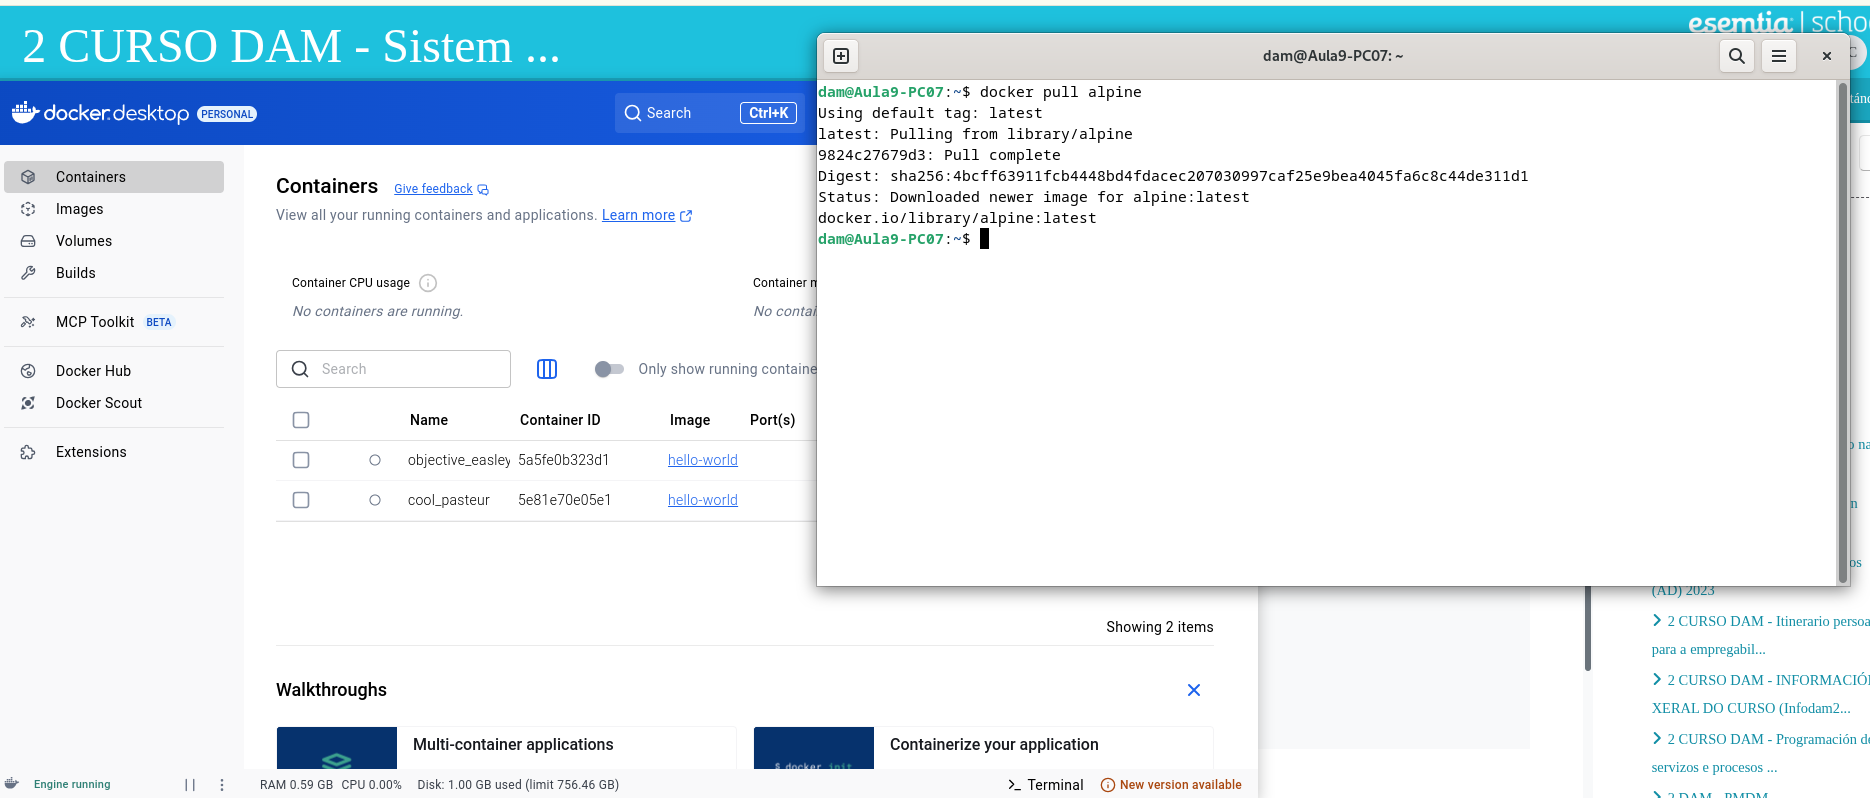 esemtia | scho
2 CURSO DAM - Sistem ...
docker.desktop PERSONAL
Search Ctrl+K
dam@Aula9-PC07: ~
dam@Aula9-PC07:~$ docker pull alpine
Using default tag: latest
latest: Pulling from library/alpine
9824c27679d3: Pull complete
Digest: sha256:4bcff63911fcb4448bd4fdacec207030997caf25e9bea4045fa6c8c44de311d1
Status: Downloaded newer image for alpine:latest
docker.io/library/alpine:latest
dam@Aula9-PC07:~$
Containers
Images
Volumes
Builds
MCP Toolkit BETA
Docker Hub
Docker Scout
Extensions
Containers Give feedback
View all your running containers and applications. Learn more
Container CPU usage
No containers are running.
Container m
No contai
Search
Only show running containe
Name Container ID Image Port(s)
objective_easley 5a5fe0b323d1 hello-world
cool_pasteur 5e81e70e05e1 hello-world
Showing 2 items
Walkthroughs
Multi-container applications
Containerize your application
$ docker init
Engine running
RAM 0.59 GB CPU 0.00% Disk: 1.00 GB used (limit 756.46 GB)
Terminal
New version available
o na
n
os
(AD) 2023
2 CURSO DAM - Itinerario persoa
para a empregabil...
2 CURSO DAM - INFORMACIÓ
XERAL DO CURSO (Infodam2...
2 CURSO DAM - Programación de
servizos e procesos ...
2 DAM - PMDM